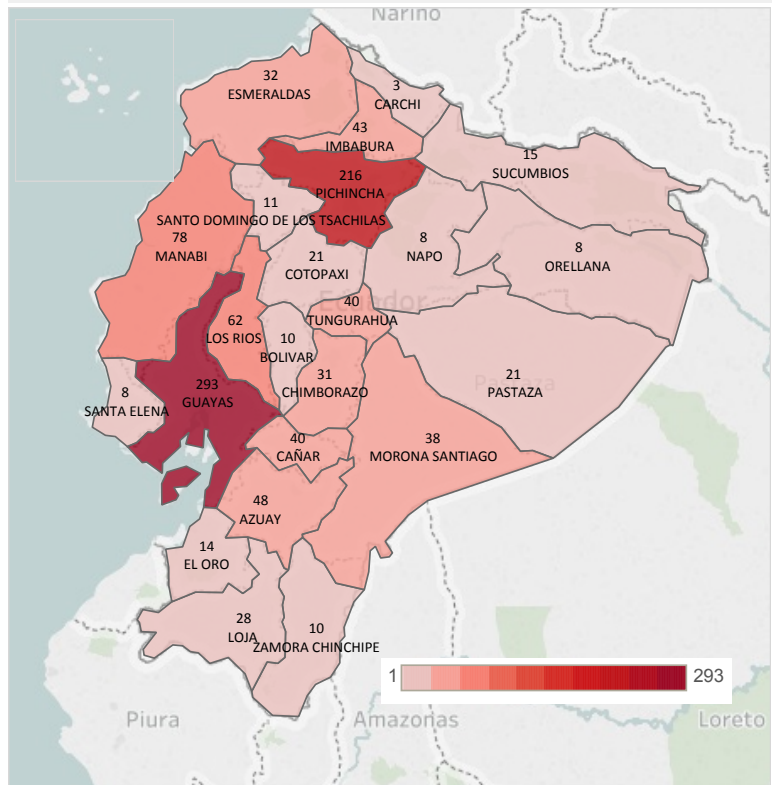 Nariño
32
ESMERALDAS
3
CARCHI
43
IMBABURA
15
SUCUMBIOS
216
PICHINCHA
11
SANTO DOMINGO DE LOS TSACHILAS
78
MANABI
8
NAPO
8
ORELLANA
21
COTOPAXI
Ecuador
40
TUNGURAHUA
62
LOS RIOS
10
BOLIVAR
31
CHIMBORAZO
Pastaza
21
PASTAZA
8
SANTA ELENA
293
GUAYAS
40
CAÑAR
38
MORONA SANTIAGO
48
AZUAY
14
EL ORO
28
LOJA
10
ZAMORA CHINCHIPE
1 293
Piura
Amazonas
Loreto